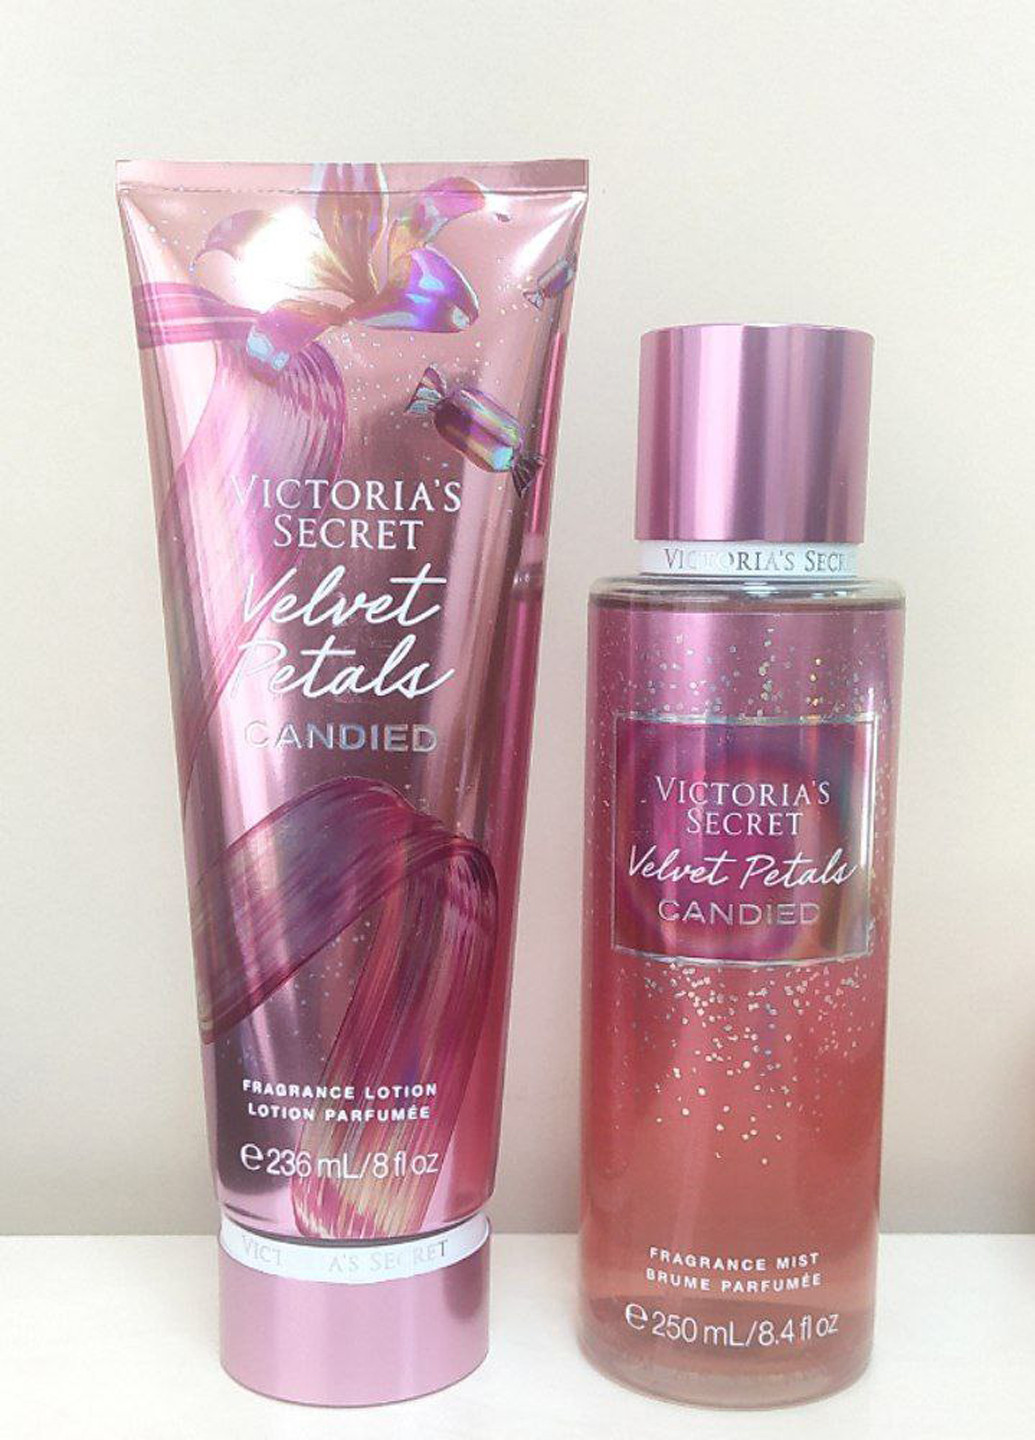 VICTORIA'S
SECRET
Velvet
Petals
CANDIED
FRAGRANCE LOTION
LOTION PARFUMÉE
℮236 mL/8 fl oz
A'S SECRET
VICTORIA'S SECR
VICTORIA'S
SECRET
Velvet Petals
CANDIED
FRAGRANCE MIST
BRUME PARFUMÉE
℮250 mL/8.4 fl oz